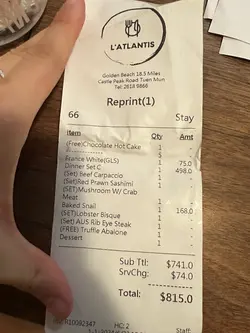 L'ATLANTIS
Golden Beach 18.5 Miles
Castle Peak Road Tuen Mun
Tel: 2618 9866
Reprint(1)
66 Stay
Item Qty Amt
(Free)Chocolate Hot Cake 1
5
France White(GLS) 1 75.0
Dinner Set C 1 498.0
(Set) Beef Carpaccio 1
(Set)Red Prawn Sashimi 1
(SET)Mushroom W/ Crab 1
Meat
Baked Snail 1 168.0
(SET)Lobster Bisque 1
(Set) AUS Rib Eye Steak 1
(FREE) Truffle Abalone 1
Dessert 1
Sub Ttl: $741.0
SrvChg: $74.0
Total: $815.0
HC: 2
Staff: